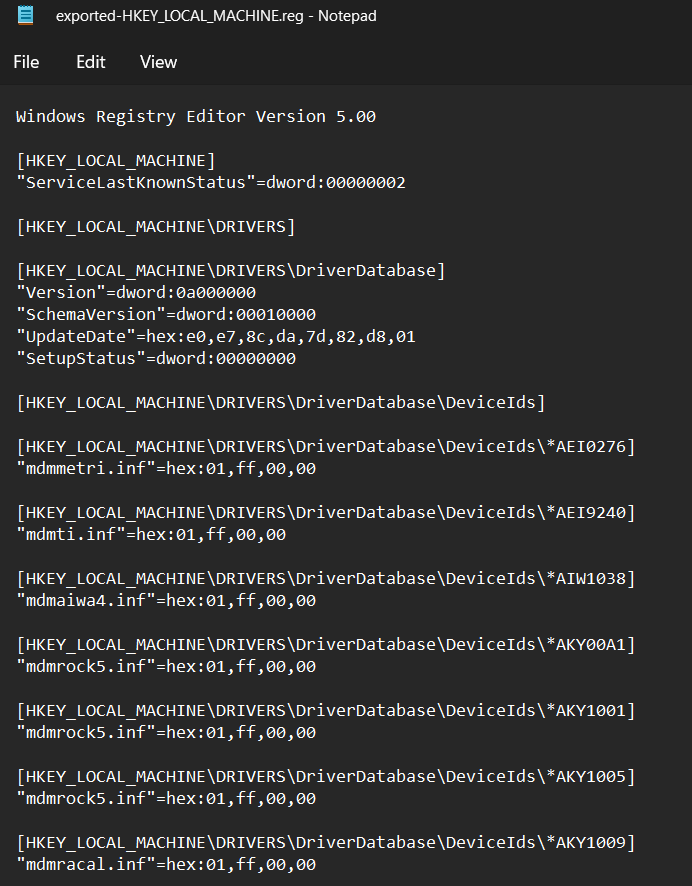 exported-HKEY_LOCAL_MACHINE.reg - Notepad
File Edit View
Windows Registry Editor Version 5.00
[HKEY_LOCAL_MACHINE]
"ServiceLastKnownStatus"=dword:00000002
[HKEY_LOCAL_MACHINE\DRIVERS]
[HKEY_LOCAL_MACHINE\DRIVERS\DriverDatabase]
"Version"=dword:0a000000
"SchemaVersion"=dword:00010000
"UpdateDate"=hex:e0,e7,8c,da,7d,82,d8,01
"SetupStatus"=dword:00000000
[HKEY_LOCAL_MACHINE\DRIVERS\DriverDatabase\DeviceIds]
[HKEY_LOCAL_MACHINE\DRIVERS\DriverDatabase\DeviceIds\*AEI0276]
"mdmmetri.inf"=hex:01,ff,00,00
[HKEY_LOCAL_MACHINE\DRIVERS\DriverDatabase\DeviceIds\*AEI9240]
"mdmti.inf"=hex:01,ff,00,00
[HKEY_LOCAL_MACHINE\DRIVERS\DriverDatabase\DeviceIds\*AIW1038]
"mdmaiwa4.inf"=hex:01,ff,00,00
[HKEY_LOCAL_MACHINE\DRIVERS\DriverDatabase\DeviceIds\*AKY00A1]
"mdmrock5.inf"=hex:01,ff,00,00
[HKEY_LOCAL_MACHINE\DRIVERS\DriverDatabase\DeviceIds\*AKY1001]
"mdmrock5.inf"=hex:01,ff,00,00
[HKEY_LOCAL_MACHINE\DRIVERS\DriverDatabase\DeviceIds\*AKY1005]
"mdmrock5.inf"=hex:01,ff,00,00
[HKEY_LOCAL_MACHINE\DRIVERS\DriverDatabase\DeviceIds\*AKY1009]
"mdmracal.inf"=hex:01,ff,00,00